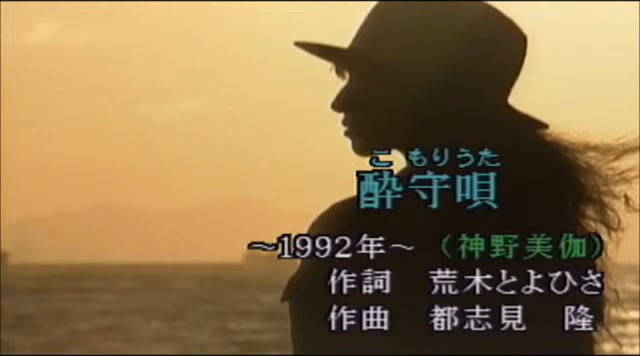 こもりうた
酔守唄
～1992年～（神野美伽）
作詞　荒木とよひさ
作曲　都志見　隆